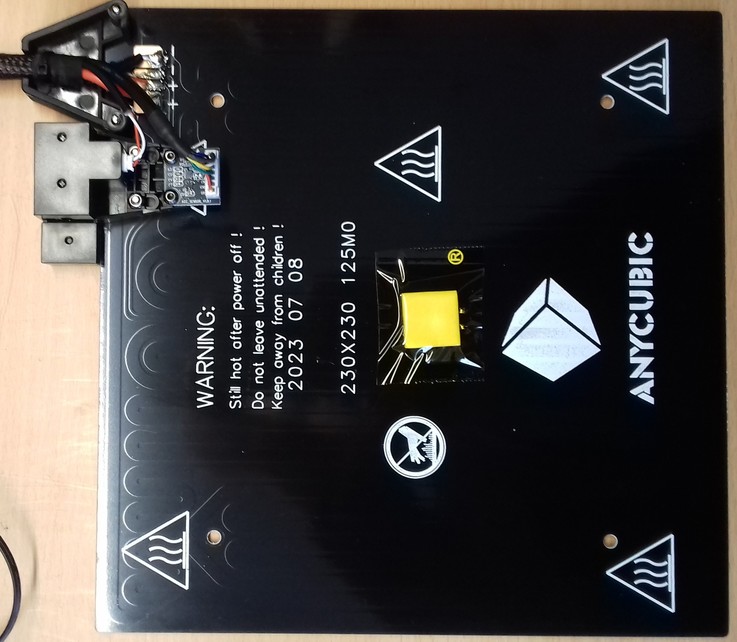 + + - -
WARNING:
Still hot after power off !
Do not leave unattended !
Keep away from children !
2023 07 08
230X230 125M0
®
ANYCUBIC